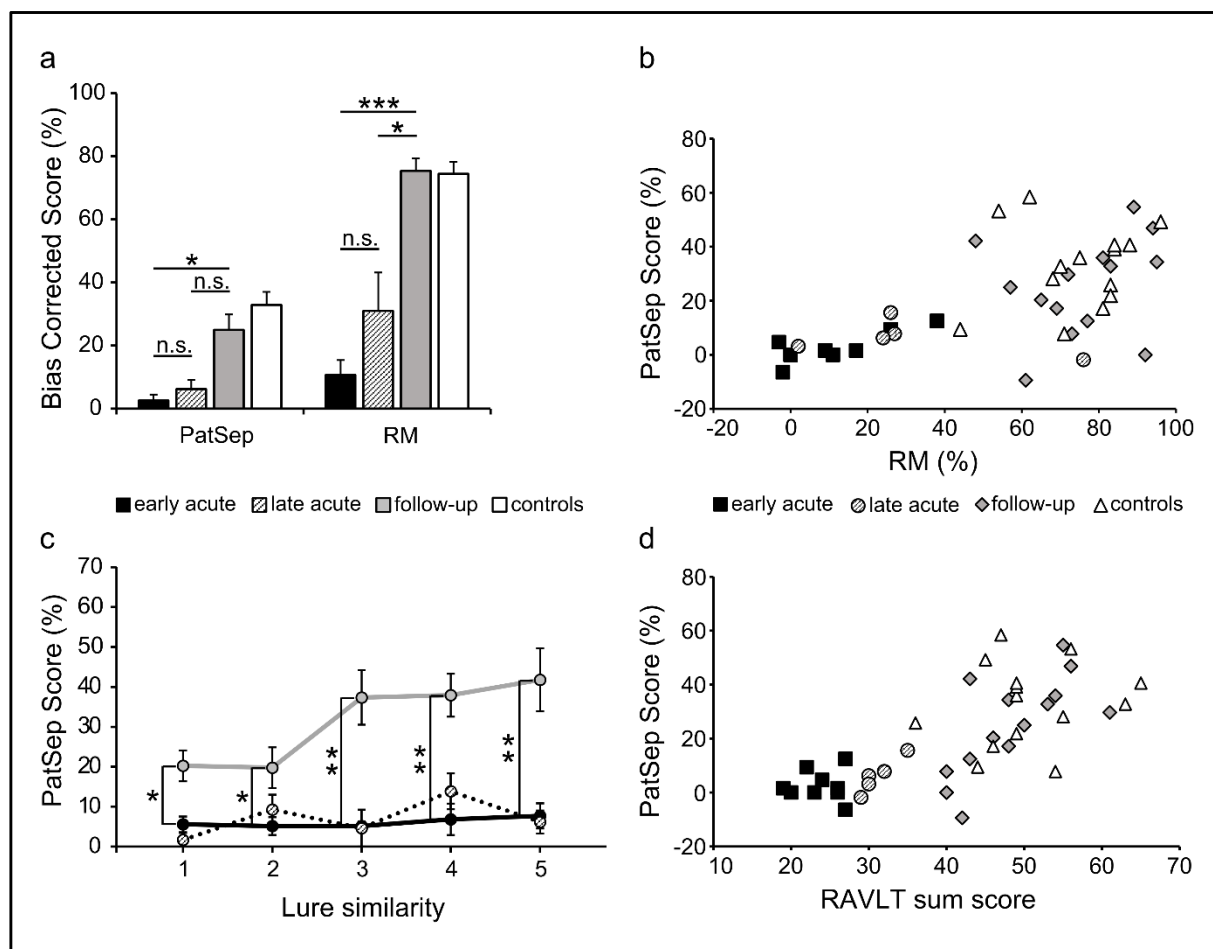 a
100
80
60
40
20
0
Bias Corrected Score (%)
***
*
n.s.
*
n.s.
n.s.
PatSep
RM
b
80
60
40
20
0
-20
PatSep Score (%)
-20 0 20 40 60 80 100
RM (%)
early acute late acute follow-up controls
early acute late acute follow-up controls
c
70
60
50
40
30
20
10
0
PatSep Score (%)
*
*
**
**
**
1 2 3 4 5
Lure similarity
d
80
60
40
20
0
-20
PatSep Score (%)
10 20 30 40 50 60 70
RAVLT sum score